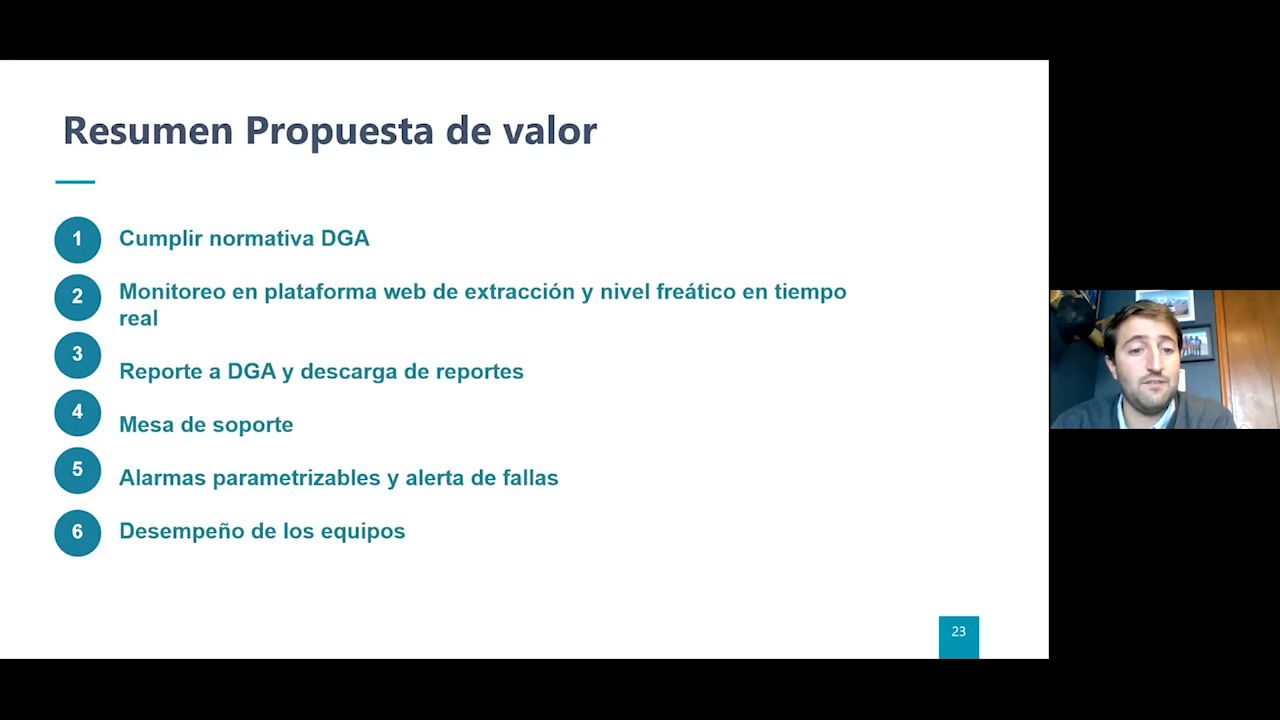 Resumen Propuesta de valor
1 Cumplir normativa DGA
2 Monitoreo en plataforma web de extracción y nivel freático en tiempo
real
3 Reporte a DGA y descarga de reportes
4 Mesa de soporte
5 Alarmas parametrizables y alerta de fallas
6 Desempeño de los equipos
23